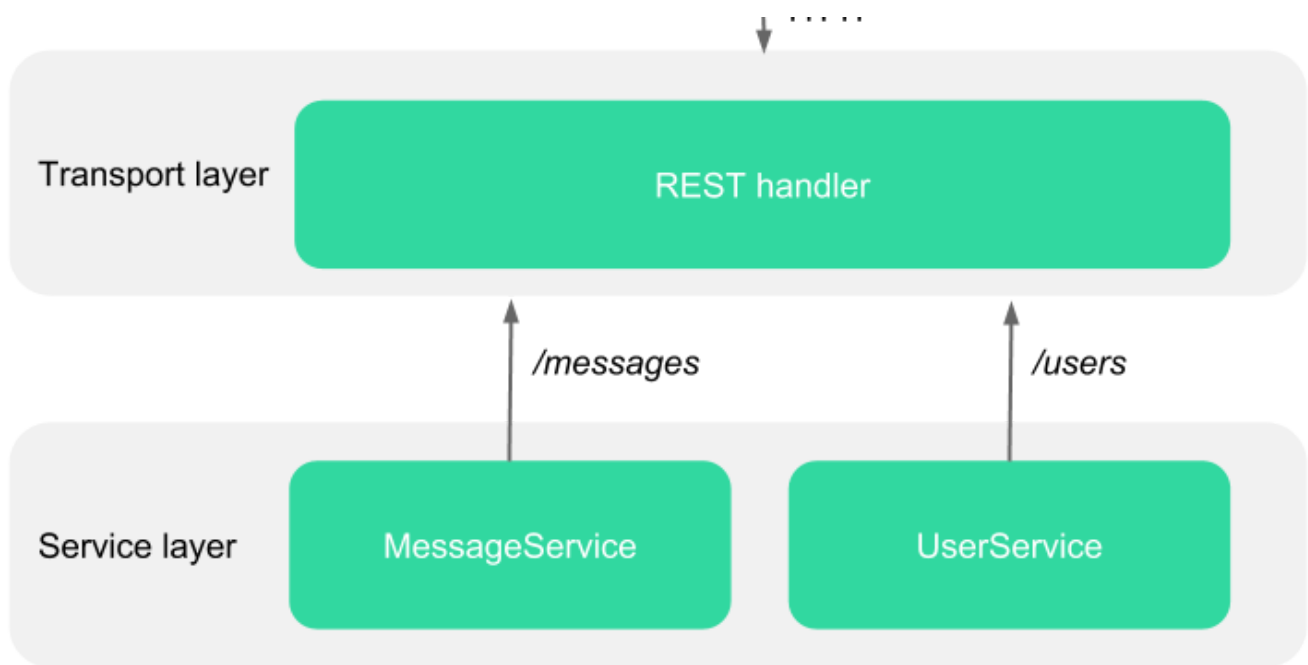 Transport layer
REST handler
/messages
/users
Service layer
MessageService
UserService